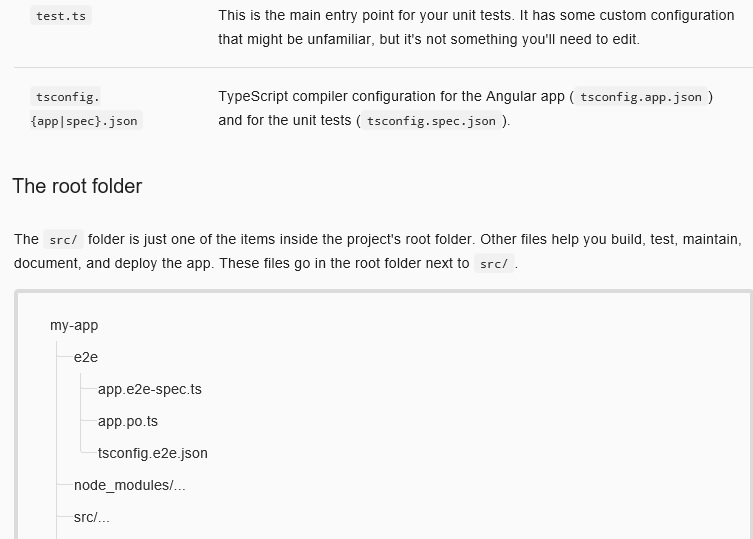 test.ts
This is the main entry point for your unit tests. It has some custom configuration
that might be unfamiliar, but it's not something you'll need to edit.
tsconfig.
{app|spec}.json
TypeScript compiler configuration for the Angular app ( tsconfig.app.json )
and for the unit tests ( tsconfig.spec.json ).
The root folder
The src/ folder is just one of the items inside the project's root folder. Other files help you build, test, maintain,
document, and deploy the app. These files go in the root folder next to src/ .
my-app
e2e
app.e2e-spec.ts
app.po.ts
tsconfig.e2e.json
node_modules/...
src/...